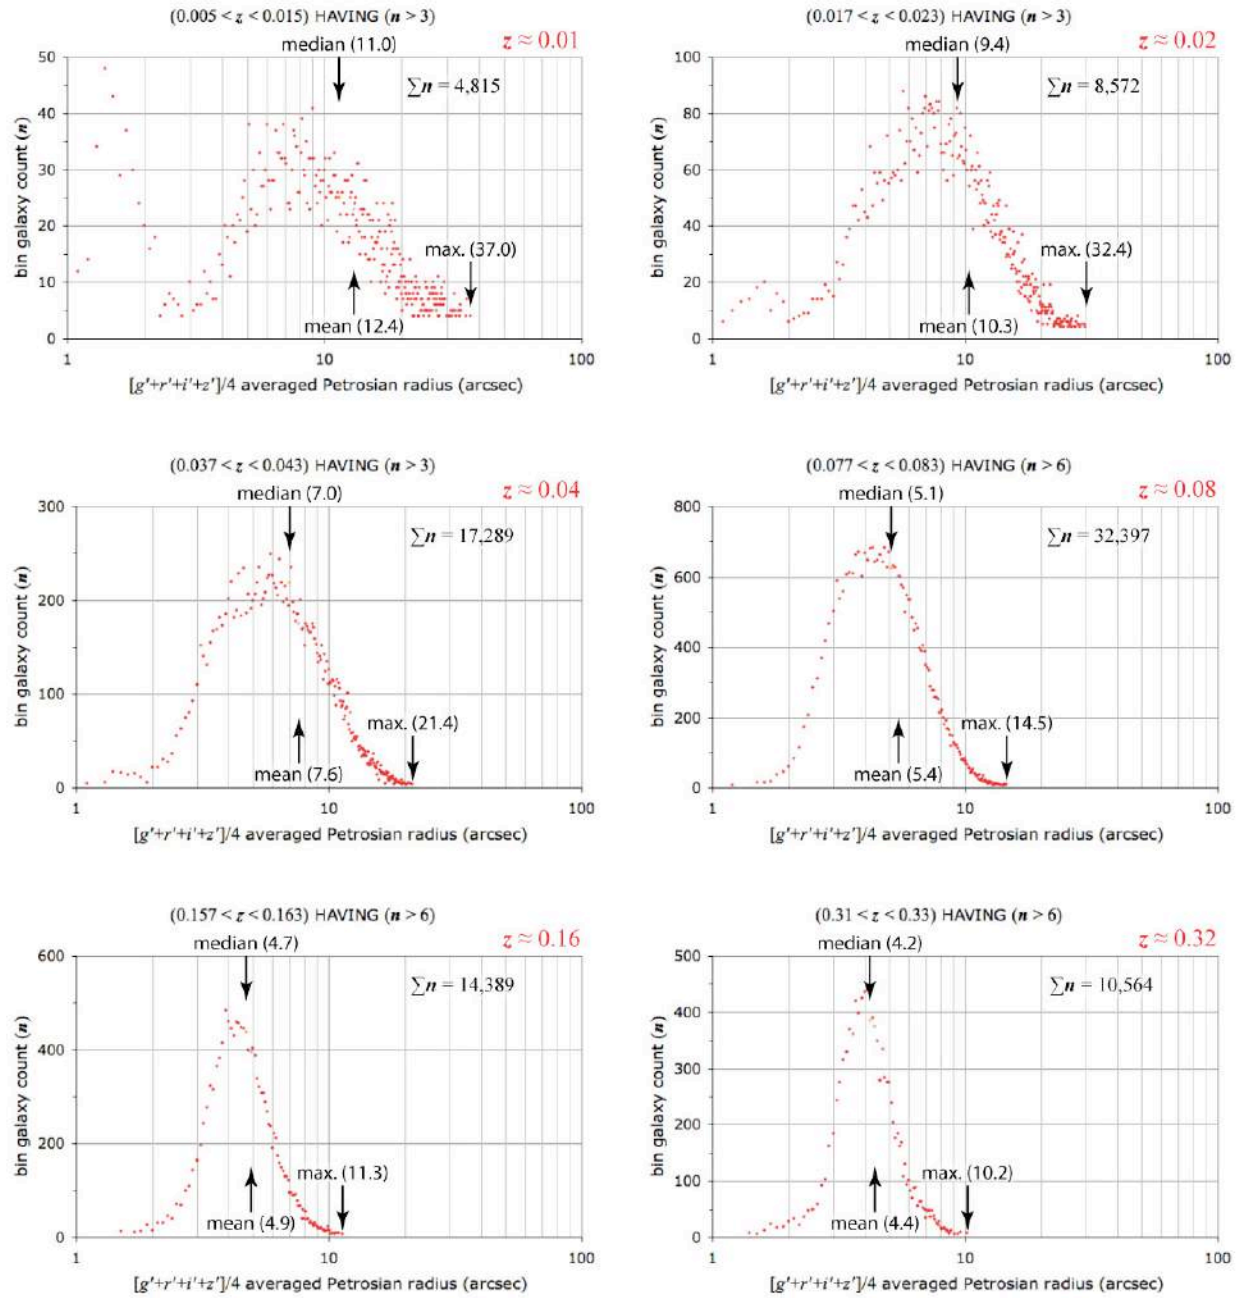 (0.005 < z < 0.015) HAVING (n > 3)
median (11.0)
z ≈ 0.01
∑n = 4,815
50
40
30
20
10
0
bin galaxy count (n)
max. (37.0)
mean (12.4)
1
10
100
[g'+r'+i'+z']/4 averaged Petrosian radius (arcsec)
(0.017 < z < 0.023) HAVING (n > 3)
median (9.4)
z ≈ 0.02
∑n = 8,572
100
80
60
40
20
0
bin galaxy count (n)
max. (32.4)
mean (10.3)
1
10
100
[g'+r'+i'+z']/4 averaged Petrosian radius (arcsec)
(0.037 < z < 0.043) HAVING (n > 3)
median (7.0)
z ≈ 0.04
∑n = 17,289
300
200
100
0
bin galaxy count (n)
max. (21.4)
mean (7.6)
1
10
100
[g'+r'+i'+z']/4 averaged Petrosian radius (arcsec)
(0.077 < z < 0.083) HAVING (n > 6)
median (5.1)
z ≈ 0.08
∑n = 32,397
800
600
400
200
0
bin galaxy count (n)
max. (14.5)
mean (5.4)
1
10
100
[g'+r'+i'+z']/4 averaged Petrosian radius (arcsec)
(0.157 < z < 0.163) HAVING (n > 6)
median (4.7)
z ≈ 0.16
∑n = 14,389
600
400
200
0
bin galaxy count (n)
max. (11.3)
mean (4.9)
1
10
100
[g'+r'+i'+z']/4 averaged Petrosian radius (arcsec)
(0.31 < z < 0.33) HAVING (n > 6)
median (4.2)
z ≈ 0.32
∑n = 10,564
500
400
300
200
100
0
bin galaxy count (n)
max. (10.2)
mean (4.4)
1
10
100
[g'+r'+i'+z']/4 averaged Petrosian radius (arcsec)